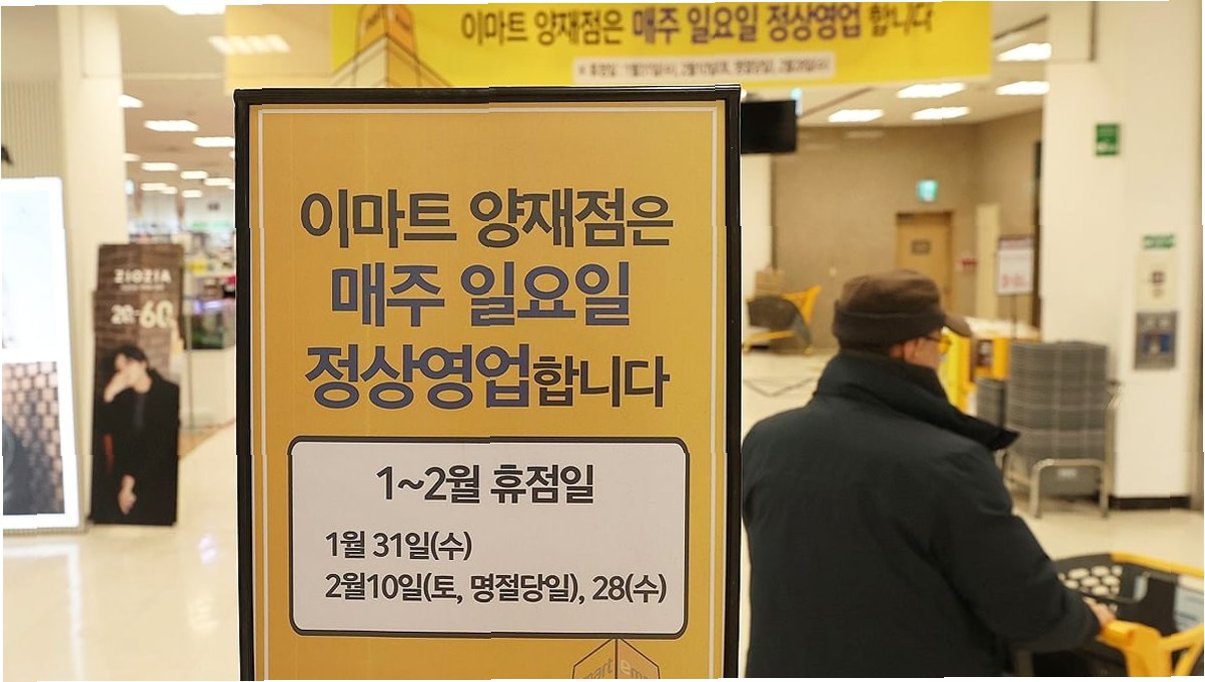 이마트 양재점은 매주 일요일 정상영업 합니다
ZIOZIA
20-60
이마트 양재점은
매주 일요일
정상영업합니다
1~2월 휴점일
1월 31일(수)
2월10일(토, 명절당일), 28(수)